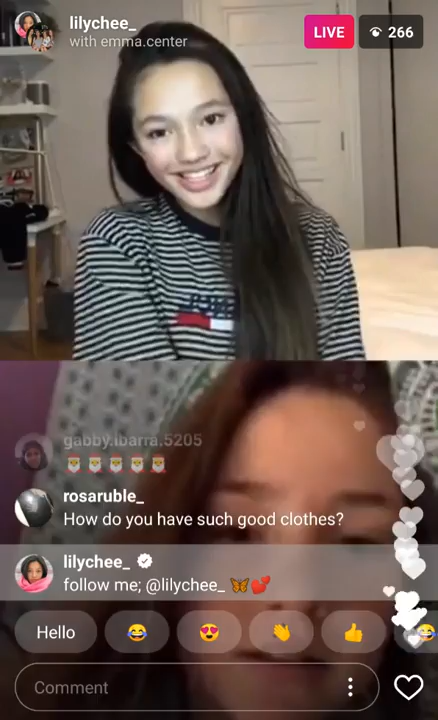 lilychee_
with emma.center
LIVE
266
gabby.ibarra.5205
🎅🎅🎅🎅🎅
rosaruble_
How do you have such good clothes?
lilychee_
follow me; @lilychee_ 🦋💕
Hello 😂 😍 👏 👍 😂
Comment